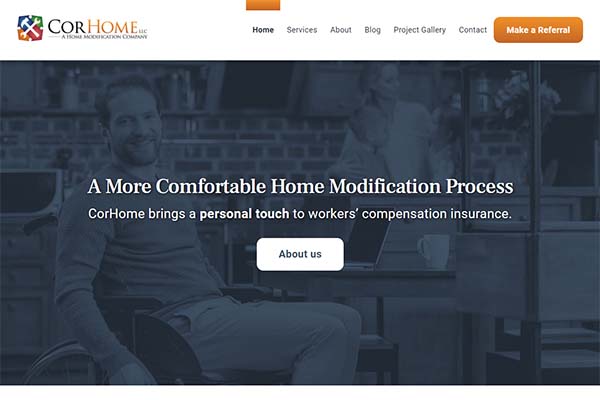 CORHOME LLC
A HOME MODIFICATION COMPANY
Home Services About Blog Project Gallery Contact Make a Referral
A More Comfortable Home Modification Process
CorHome brings a personal touch to workers’ compensation insurance.
About us